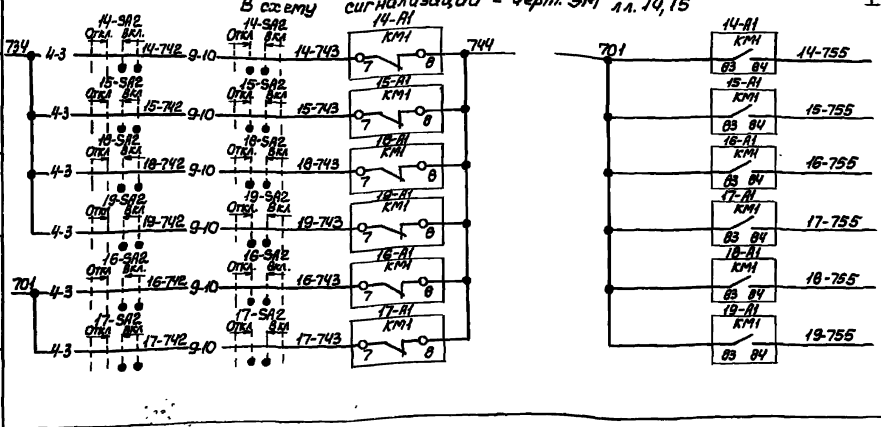 В схему сигнализации - черт. ЭМ лл. 14,15
14-SA2 14-SA2 14-А1 14-А1
Откл. Вкл. Откл. Вкл. КМ1 КМ1
734 4-3 14-742 9-10 14-743 7 8 744 701 83 84 14-755
15-SA2 15-SA2 15-А1 15-А1
Откл. Вкл. Откл. Вкл. КМ1 КМ1
4-3 15-742 9-10 15-743 7 8 83 84 15-755
18-SA2 18-SA2 18-А1 16-А1
Откл. Вкл. Откл. Вкл. КМ1 КМ1
4-3 18-742 9-10 18-743 7 8 83 84 16-755
19-SA2 19-SA2 19-А1 17-А1
Откл. Вкл. Откл. Вкл. КМ1 КМ1
4-3 19-742 9-10 19-743 7 8 83 84 17-755
16-SA2 16-SA2 16-А1 18-А1
Откл Вкл. Откл. Вкл. КМ1 КМ1
701 4-3 16-742 9-10 16-743 7 8 83 84 18-755
17-SA2 17-SA2 17-А1 19-А1
Откл Вкл. Откл. Вкл КМ1 КМ1
4-3 17-742 9-10 17-743 7 8 83 84 19-755